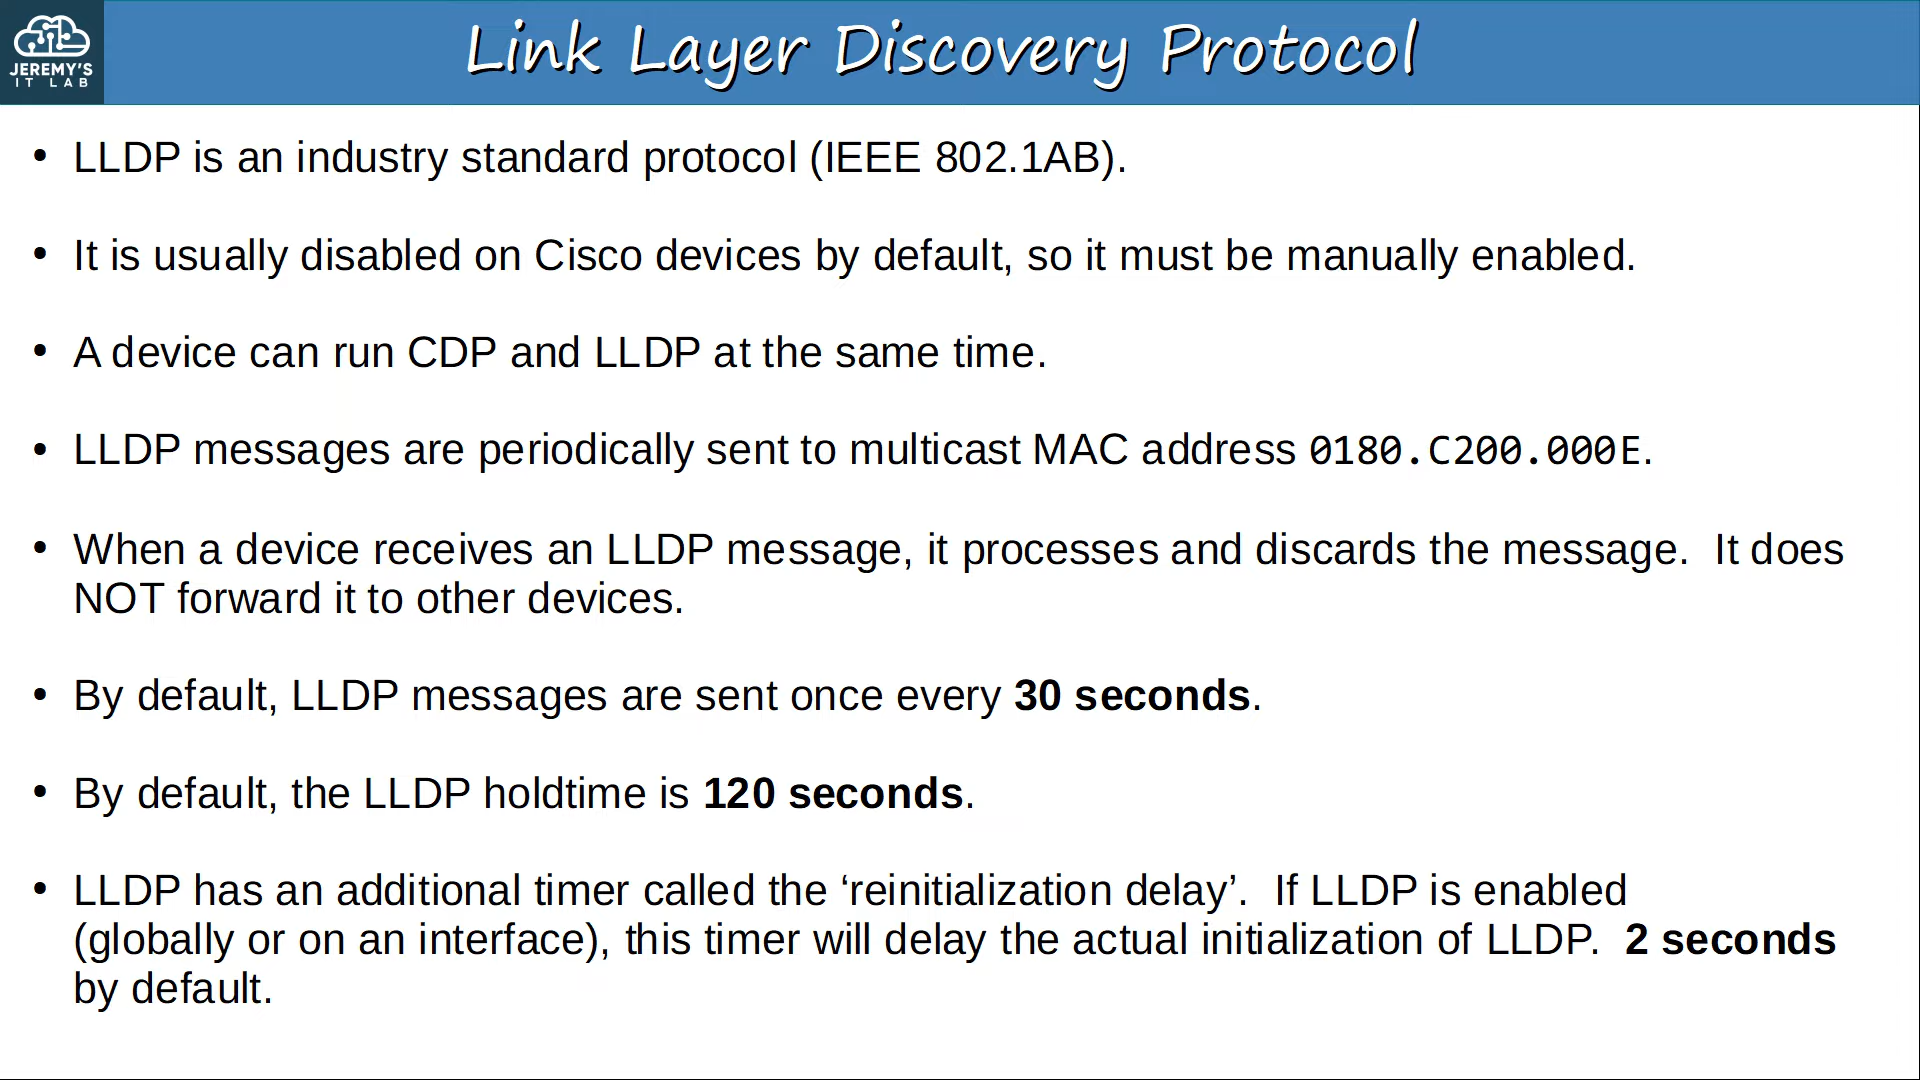 JEREMY'S
IT LAB
Link Layer Discovery Protocol
• LLDP is an industry standard protocol (IEEE 802.1AB).
• It is usually disabled on Cisco devices by default, so it must be manually enabled.
• A device can run CDP and LLDP at the same time.
• LLDP messages are periodically sent to multicast MAC address 0180.C200.000E.
• When a device receives an LLDP message, it processes and discards the message.  It does
NOT forward it to other devices.
• By default, LLDP messages are sent once every 30 seconds.
• By default, the LLDP holdtime is 120 seconds.
• LLDP has an additional timer called the ‘reinitialization delay’.  If LLDP is enabled
(globally or on an interface), this timer will delay the actual initialization of LLDP.  2 seconds
by default.